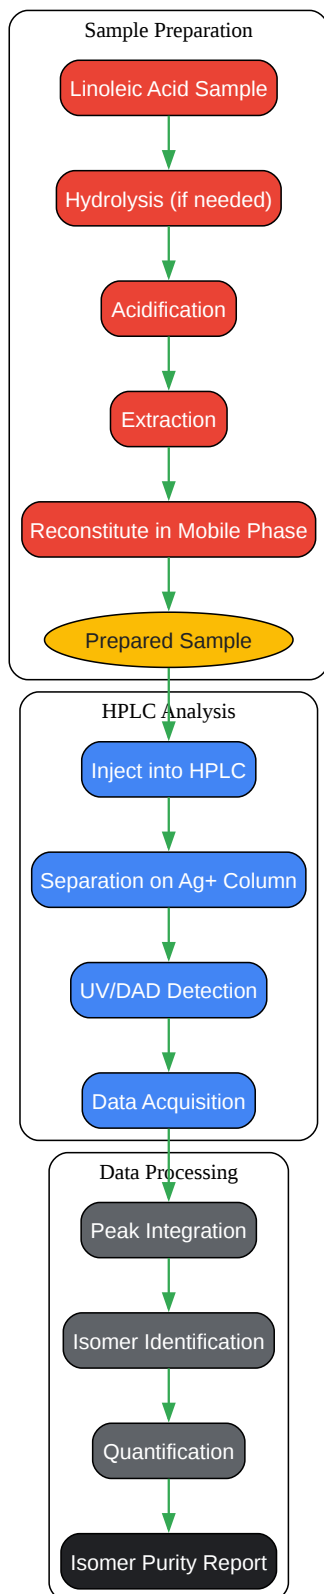 Sample Preparation
Linoleic Acid Sample
Hydrolysis (if needed)
Acidification
Extraction
Reconstitute in Mobile Phase
Prepared Sample
HPLC Analysis
Inject into HPLC
Separation on Ag+ Column
UV/DAD Detection
Data Acquisition
Data Processing
Peak Integration
Isomer Identification
Quantification
Isomer Purity Report